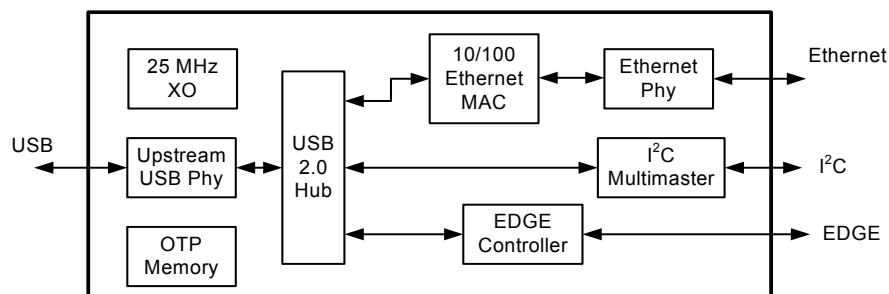 25 MHz
XO
10/100
Ethernet
MAC
Ethernet
Phy
Ethernet
USB
Upstream
USB Phy
USB
2.0
Hub
I²C
Multimaster
I²C
OTP
Memory
EDGE
Controller
EDGE